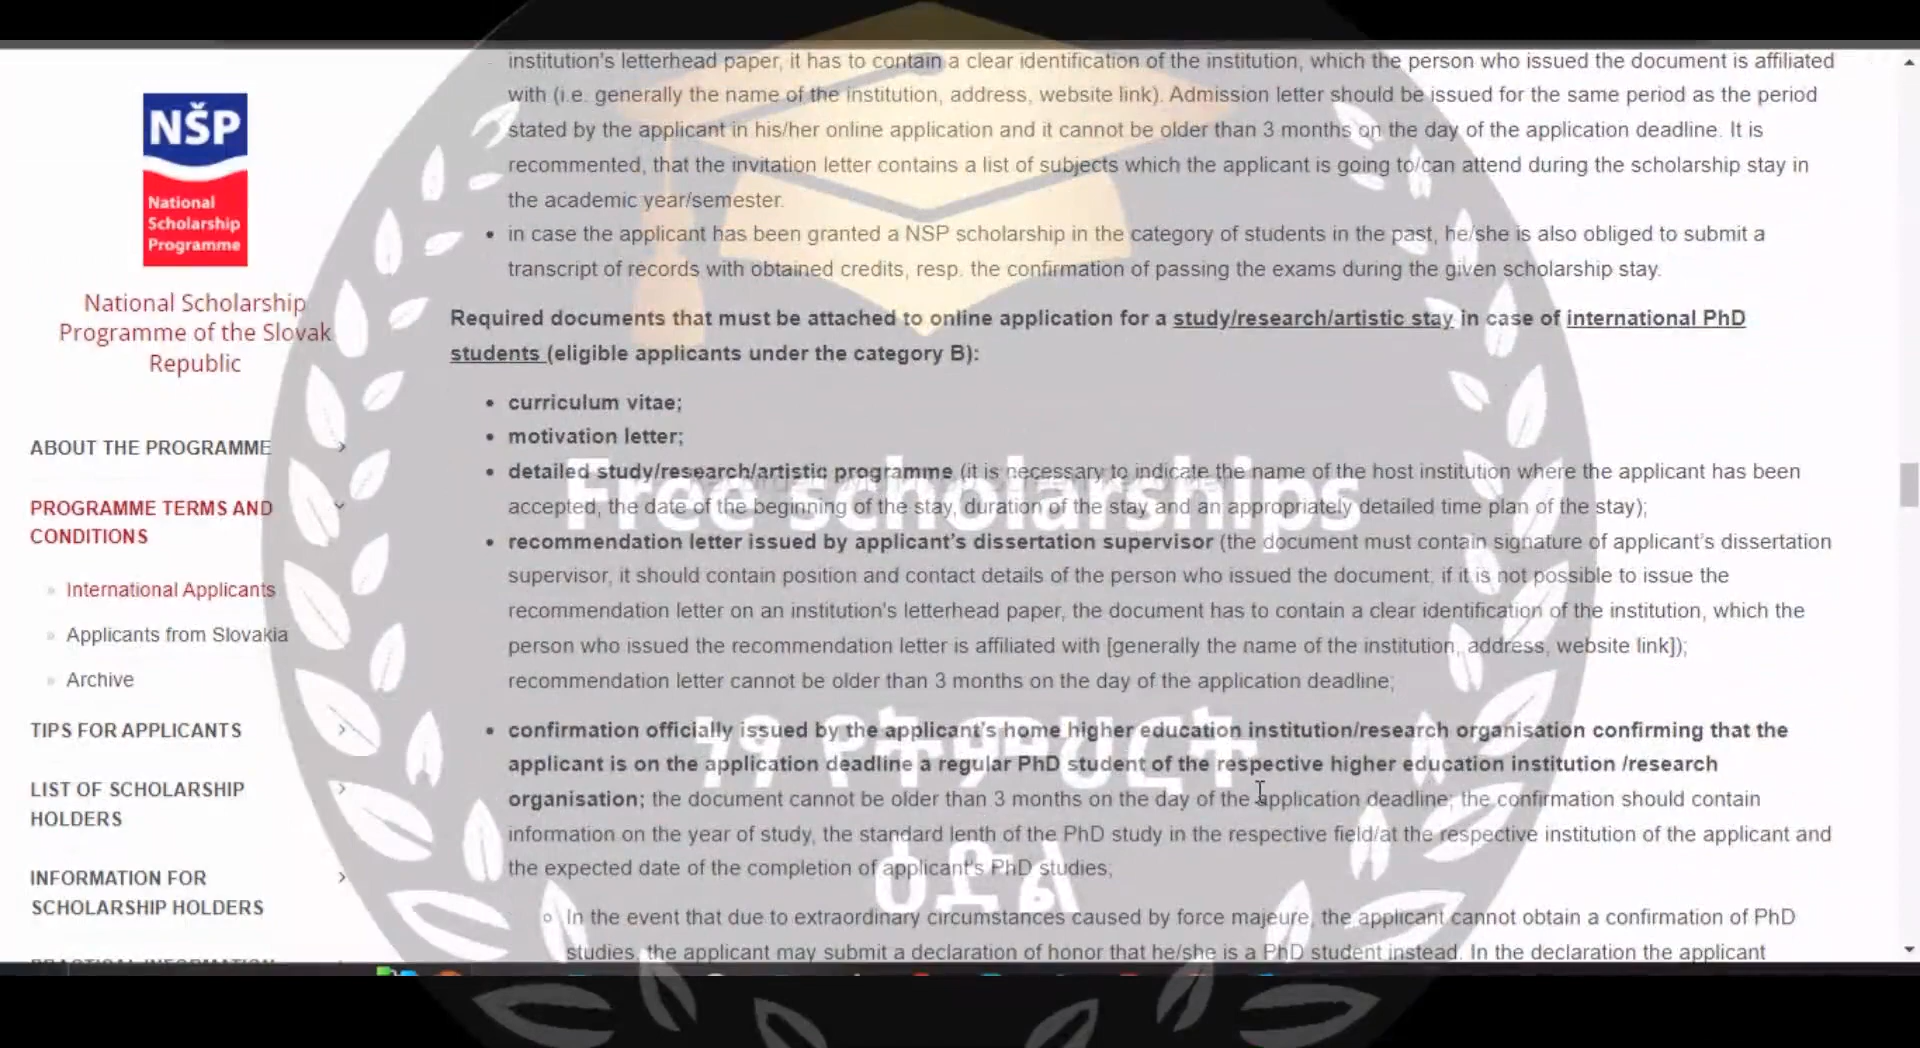 NŠP
National
Scholarship
Programme
National Scholarship
Programme of the Slovak
Republic
ABOUT THE PROGRAMME
PROGRAMME TERMS AND
CONDITIONS
International Applicants
Applicants from Slovakia
Archive
TIPS FOR APPLICANTS
LIST OF SCHOLARSHIP
HOLDERS
INFORMATION FOR
SCHOLARSHIP HOLDERS
PRACTICAL INFORMATION
institution's letterhead paper, it has to contain a clear identification of the institution, which the person who issued the document is affiliated
with (i.e. generally the name of the institution, address, website link). Admission letter should be issued for the same period as the period
stated by the applicant in his/her online application and it cannot be older than 3 months on the day of the application deadline. It is
recommented, that the invitation letter contains a list of subjects which the applicant is going to/can attend during the scholarship stay in
the academic year/semester.
• in case the applicant has been granted a NSP scholarship in the category of students in the past, he/she is also obliged to submit a
transcript of records with obtained credits, resp. the confirmation of passing the exams during the given scholarship stay.
Required documents that must be attached to online application for a study/research/artistic stay in case of international PhD
students (eligible applicants under the category B):
• curriculum vitae;
• motivation letter;
• detailed study/research/artistic programme (it is necessary to indicate the name of the host institution where the applicant has been
accepted, the date of the beginning of the stay, duration of the stay and an appropriately detailed time plan of the stay);
• recommendation letter issued by applicant's dissertation supervisor (the document must contain signature of applicant's dissertation
supervisor, it should contain position and contact details of the person who issued the document, if it is not possible to issue the
recommendation letter on an institution's letterhead paper, the document has to contain a clear identification of the institution, which the
person who issued the recommendation letter is affiliated with [generally the name of the institution, address, website link]);
recommendation letter cannot be older than 3 months on the day of the application deadline;
• confirmation officially issued by the applicant's home higher education institution/research organisation confirming that the
applicant is on the application deadline a regular PhD student of the respective higher education institution /research
organisation; the document cannot be older than 3 months on the day of the application deadline; the confirmation should contain
information on the year of study, the standard lenth of the PhD study in the respective field/at the respective institution of the applicant and
the expected date of the completion of applicant's PhD studies;
In the event that due to extraordinary circumstances caused by force majeure, the applicant cannot obtain a confirmation of PhD
studies, the applicant may submit a declaration of honor that he/she is a PhD student instead. In the declaration the applicant
Free scholarships
ነፃ የትምህርት
ዕድል